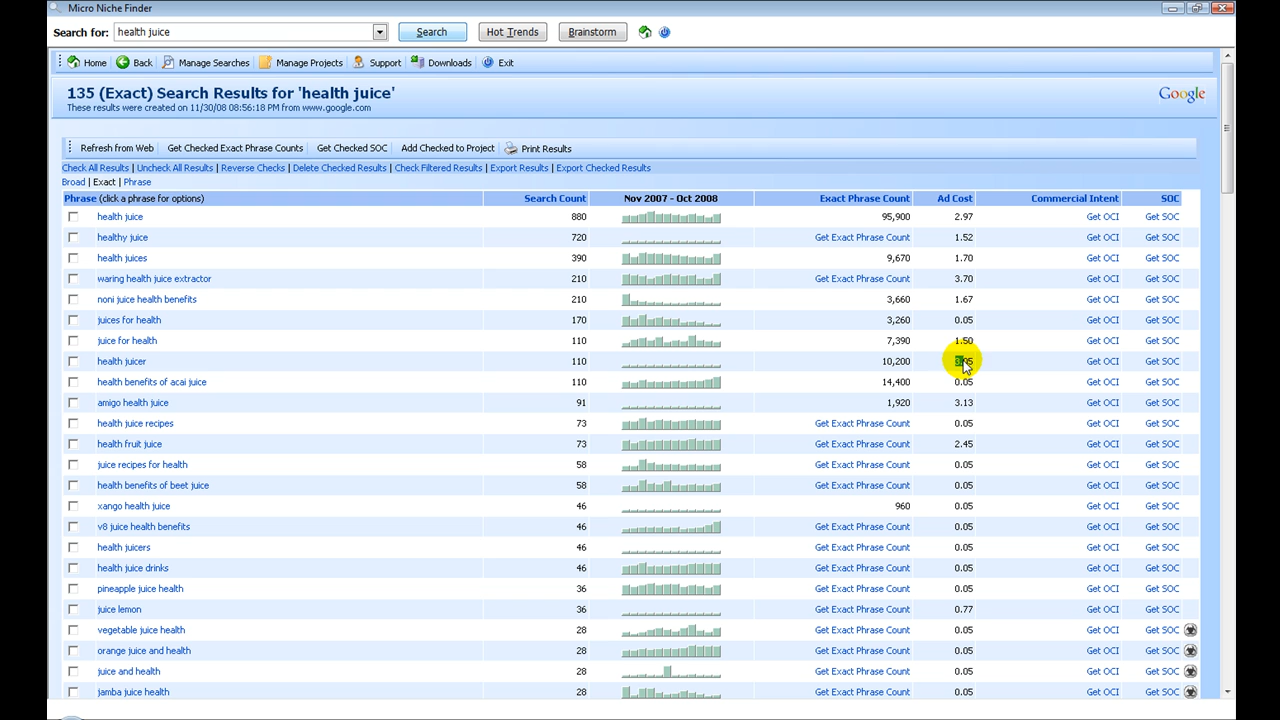 Micro Niche Finder
Search for: health juice Search Hot Trends Brainstorm
Home Back Manage Searches Manage Projects Support Downloads Exit
135 (Exact) Search Results for 'health juice'
These results were created on 11/30/08 08:56:18 PM from www.google.com
Google
Refresh from Web Get Checked Exact Phrase Counts Get Checked SOC Add Checked to Project Print Results
Check All Results | Uncheck All Results | Reverse Checks | Delete Checked Results | Check Filtered Results | Export Results | Export Checked Results
Broad | Exact | Phrase
Phrase (click a phrase for options) Search Count Nov 2007 - Oct 2008 Exact Phrase Count Ad Cost Commercial Intent SOC
health juice 880 95,900 2.97 Get OCI Get SOC
healthy juice 720 Get Exact Phrase Count 1.52 Get OCI Get SOC
health juices 390 9,670 1.70 Get OCI Get SOC
waring health juice extractor 210 Get Exact Phrase Count 3.70 Get OCI Get SOC
noni juice health benefits 210 3,660 1.67 Get OCI Get SOC
juices for health 170 3,260 0.05 Get OCI Get SOC
juice for health 110 7,390 1.50 Get OCI Get SOC
health juicer 110 10,200 Get OCI Get SOC
health benefits of acai juice 110 14,400 0.05 Get OCI Get SOC
amigo health juice 91 1,920 3.13 Get OCI Get SOC
health juice recipes 73 Get Exact Phrase Count 0.05 Get OCI Get SOC
health fruit juice 73 Get Exact Phrase Count 2.45 Get OCI Get SOC
juice recipes for health 58 Get Exact Phrase Count 0.05 Get OCI Get SOC
health benefits of beet juice 58 Get Exact Phrase Count 0.05 Get OCI Get SOC
xango health juice 46 960 0.05 Get OCI Get SOC
v8 juice health benefits 46 Get Exact Phrase Count 0.05 Get OCI Get SOC
health juicers 46 Get Exact Phrase Count 0.05 Get OCI Get SOC
health juice drinks 46 Get Exact Phrase Count 0.05 Get OCI Get SOC
pineapple juice health 36 Get Exact Phrase Count 0.05 Get OCI Get SOC
juice lemon 36 Get Exact Phrase Count 0.77 Get OCI Get SOC
vegetable juice health 28 Get Exact Phrase Count 0.05 Get OCI Get SOC
orange juice and health 28 Get Exact Phrase Count 0.05 Get OCI Get SOC
juice and health 28 Get Exact Phrase Count 0.05 Get OCI Get SOC
jamba juice health 28 Get Exact Phrase Count 0.05 Get OCI Get SOC